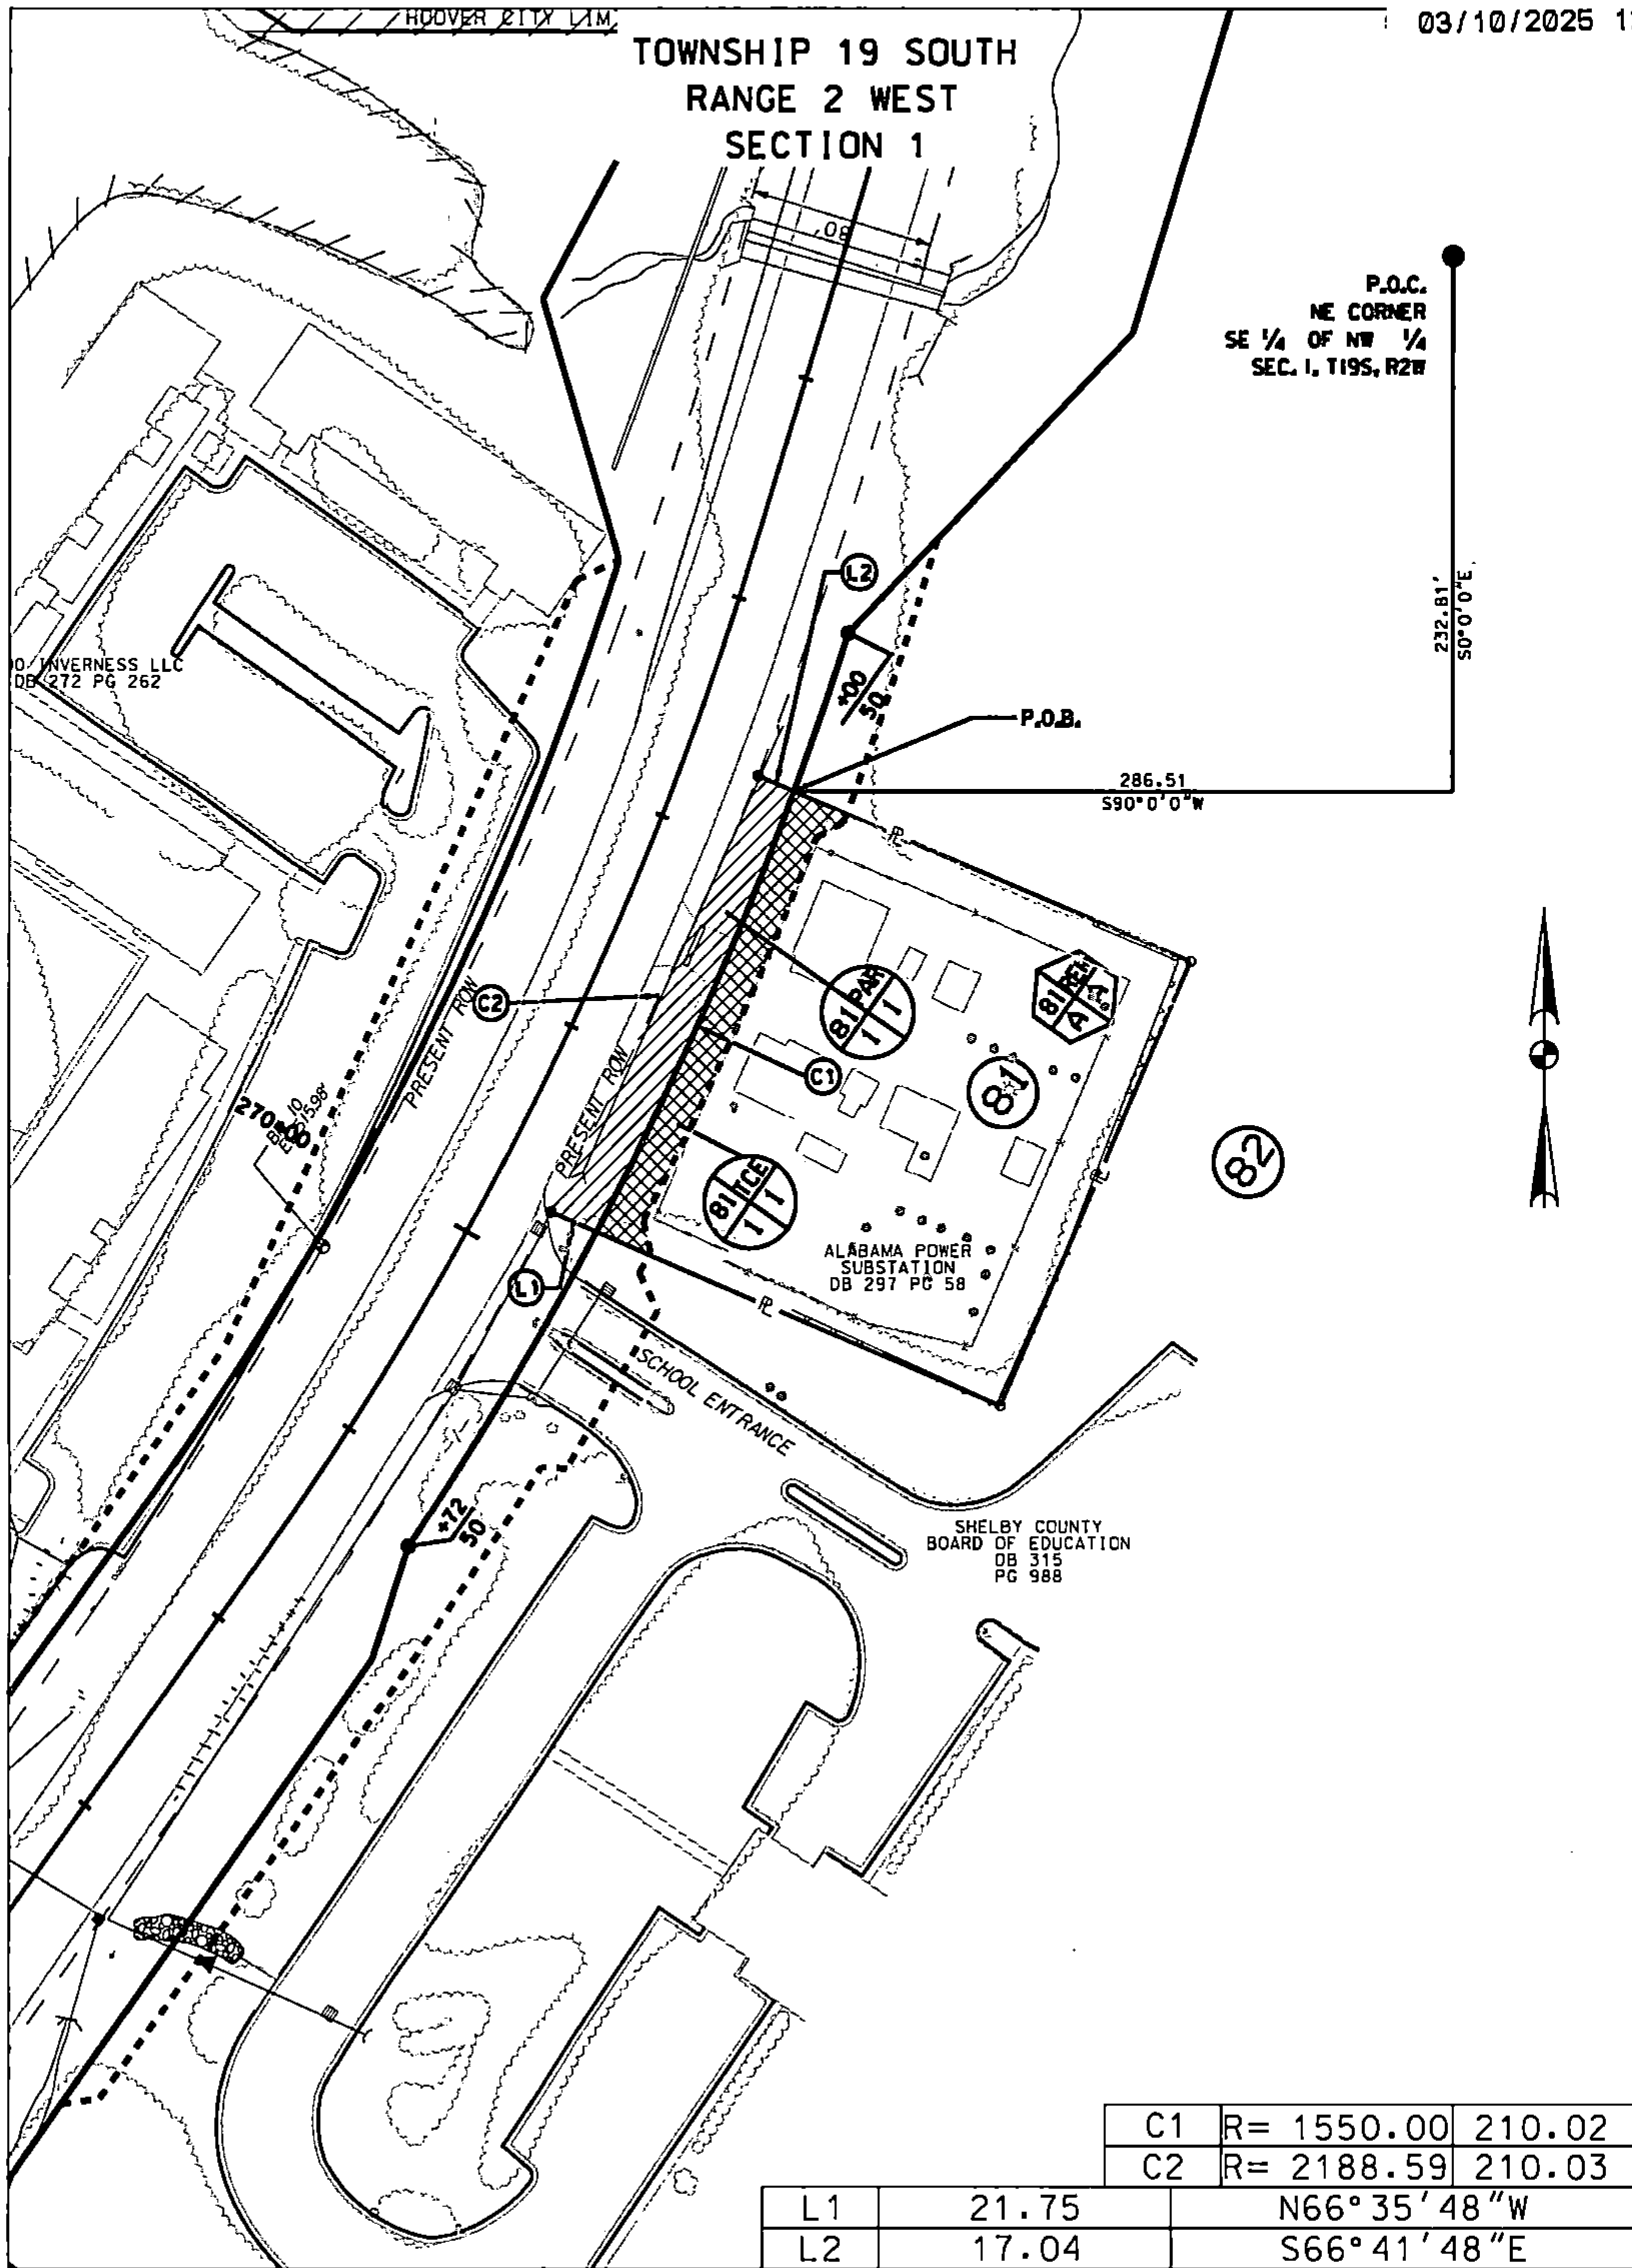 HOOVER CITY LIM
03/10/2025 1
TOWNSHIP 19 SOUTH
RANGE 2 WEST
SECTION 1
80'
P.O.C.
NE CORNER
SE 1/4 OF NW 1/4
SEC. 1, T19S, R2W
232.81'
S0°0'0"E
L2
INVERNESS LLC
DB 272 PG 262
+00
50
P.O.B.
286.51
S90°0'0"W
PL
C2
PRESENT ROW
PRESENT ROW
81 PAR
1 1
81 REM
A A
C1
81
270+00
82
81 TCE
1 1
ALABAMA POWER
SUBSTATION
DB 297 PG 58
L1
PL
PL
SCHOOL ENTRANCE
+72
50
SHELBY COUNTY
BOARD OF EDUCATION
DB 315
PG 988
C1 R= 1550.00 210.02
C2 R= 2188.59 210.03
L1 21.75 N66°35'48"W
L2 17.04 S66°41'48"E